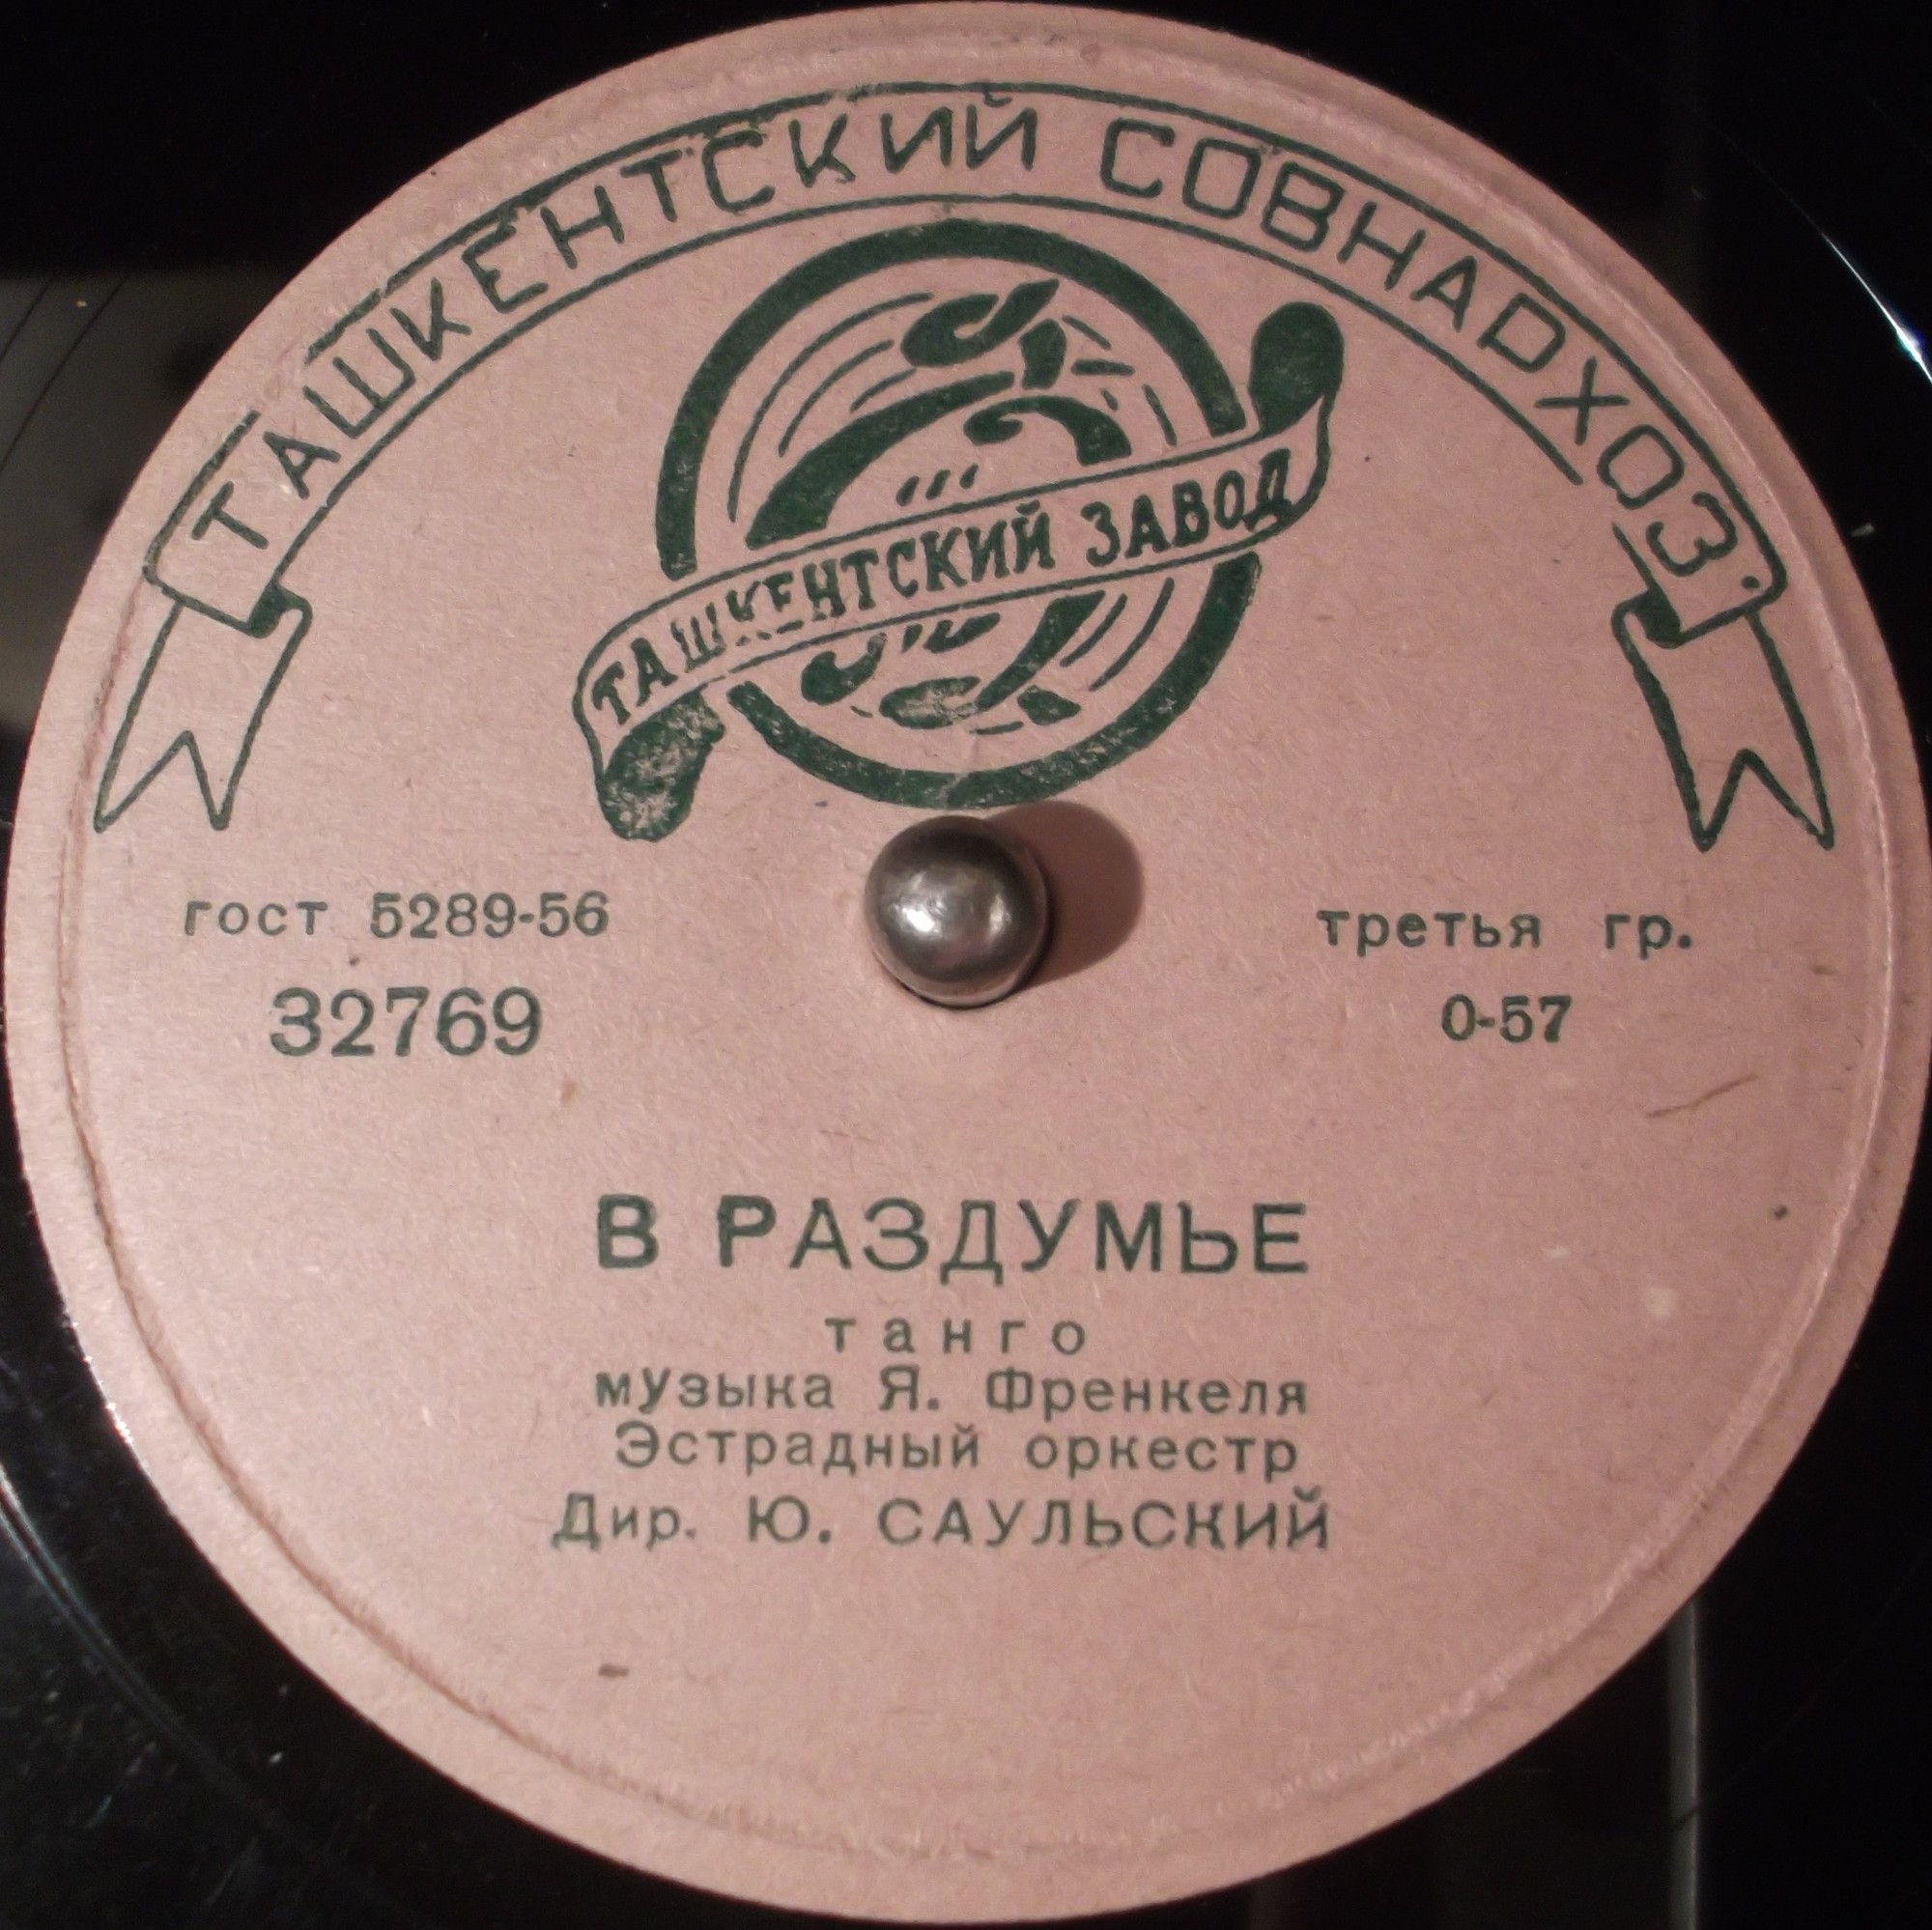 ТАШКЕНТСКИЙ СОВНАРХОЗ.
ТАШКЕНТСКИЙ ЗАВОД
гост 5289-56
32769
третья гр.
0-57
В РАЗДУМЬЕ
танго
музыка Я. Френкеля
Эстрадный оркестр
Дир. Ю. САУЛЬСКИЙ